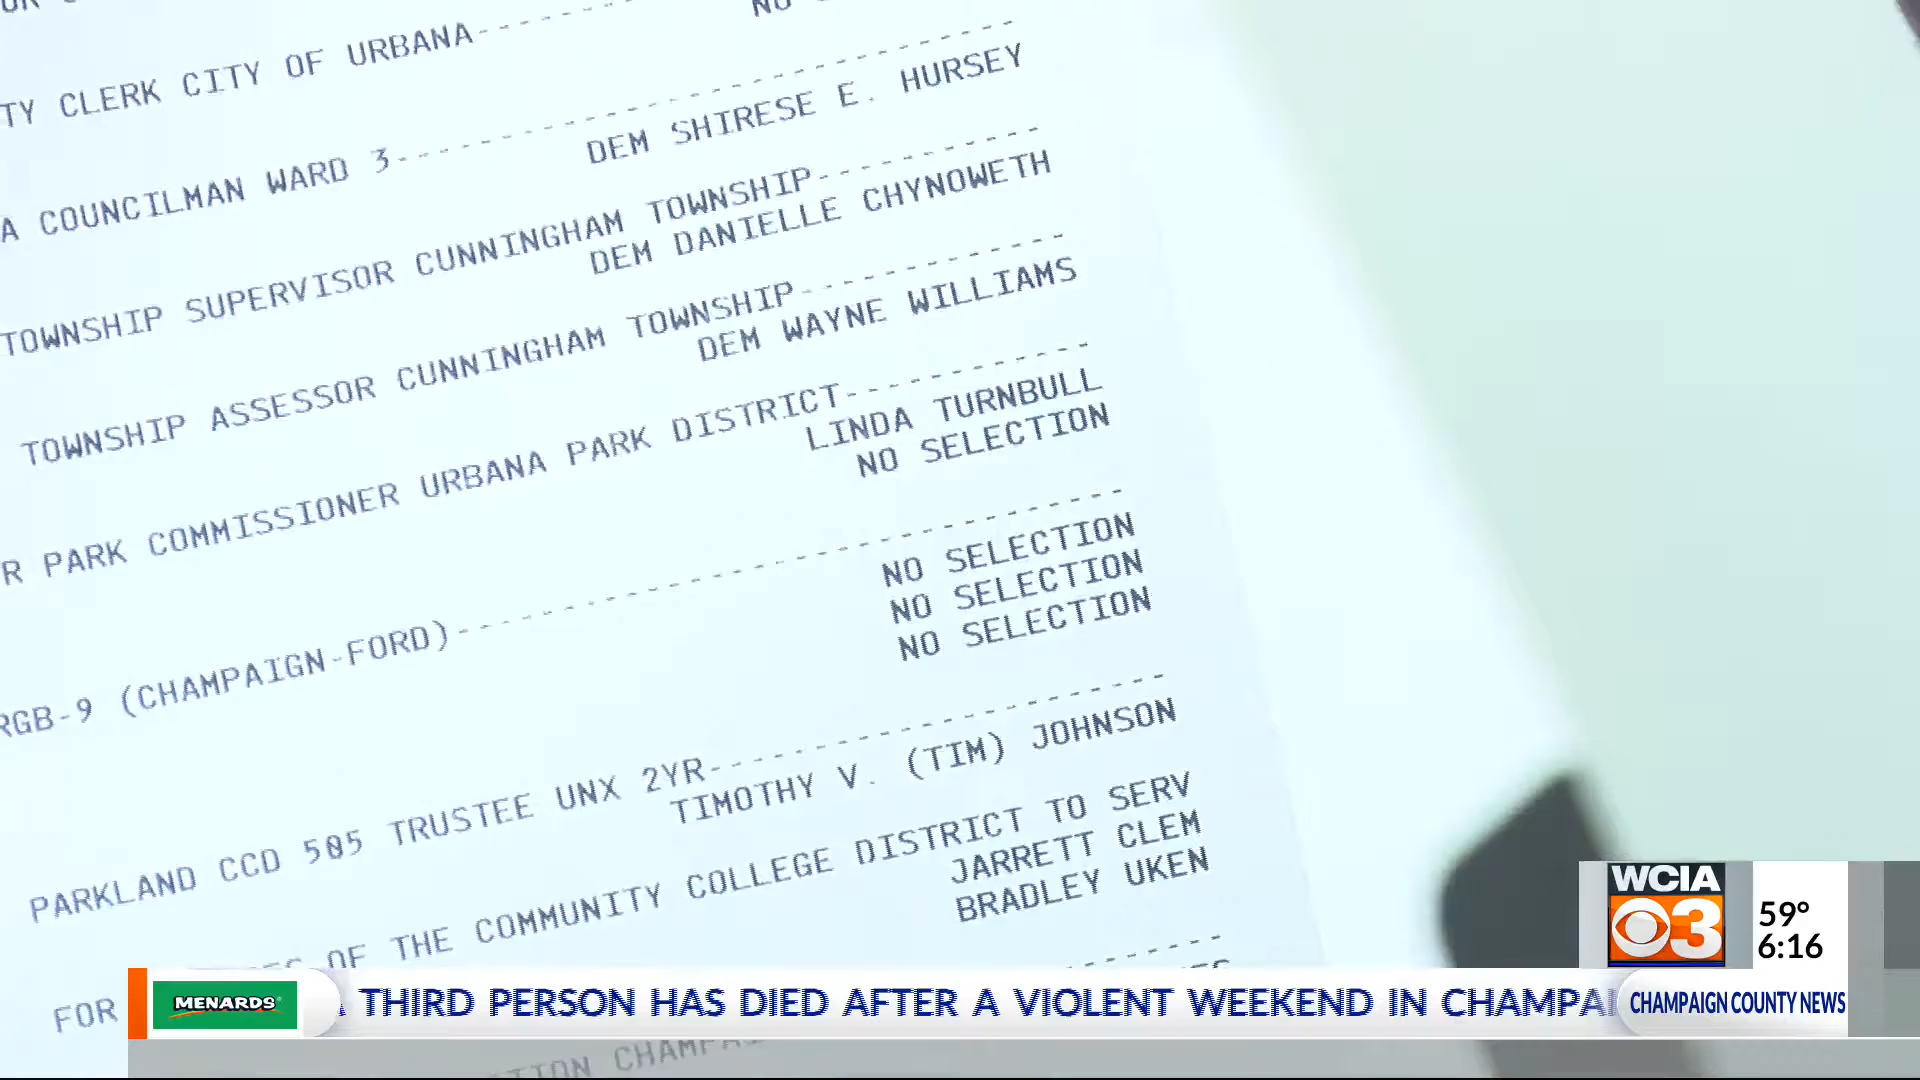 TY CLERK CITY OF URBANA--------
NO
A COUNCILMAN WARD 3------------------------------
DEM SHIRESE E. HURSEY
TOWNSHIP SUPERVISOR CUNNINGHAM TOWNSHIP-----------
DEM DANIELLE CHYNOWETH
TOWNSHIP ASSESSOR CUNNINGHAM TOWNSHIP-------------
DEM WAYNE WILLIAMS
R PARK COMMISSIONER URBANA PARK DISTRICT------------
LINDA TURNBULL
NO SELECTION
RGB-9 (CHAMPAIGN-FORD)--------------------------------
NO SELECTION
NO SELECTION
NO SELECTION
PARKLAND CCD 505 TRUSTEE UNX 2YR----------------------
TIMOTHY V. (TIM) JOHNSON
OF THE COMMUNITY COLLEGE DISTRICT TO SERV
JARRETT CLEM
BRADLEY UKEN
FOR
WCIA
3
59°
6:16
MENARDS
A THIRD PERSON HAS DIED AFTER A VIOLENT WEEKEND IN CHAMPAI
CHAMPAIGN COUNTY NEWS